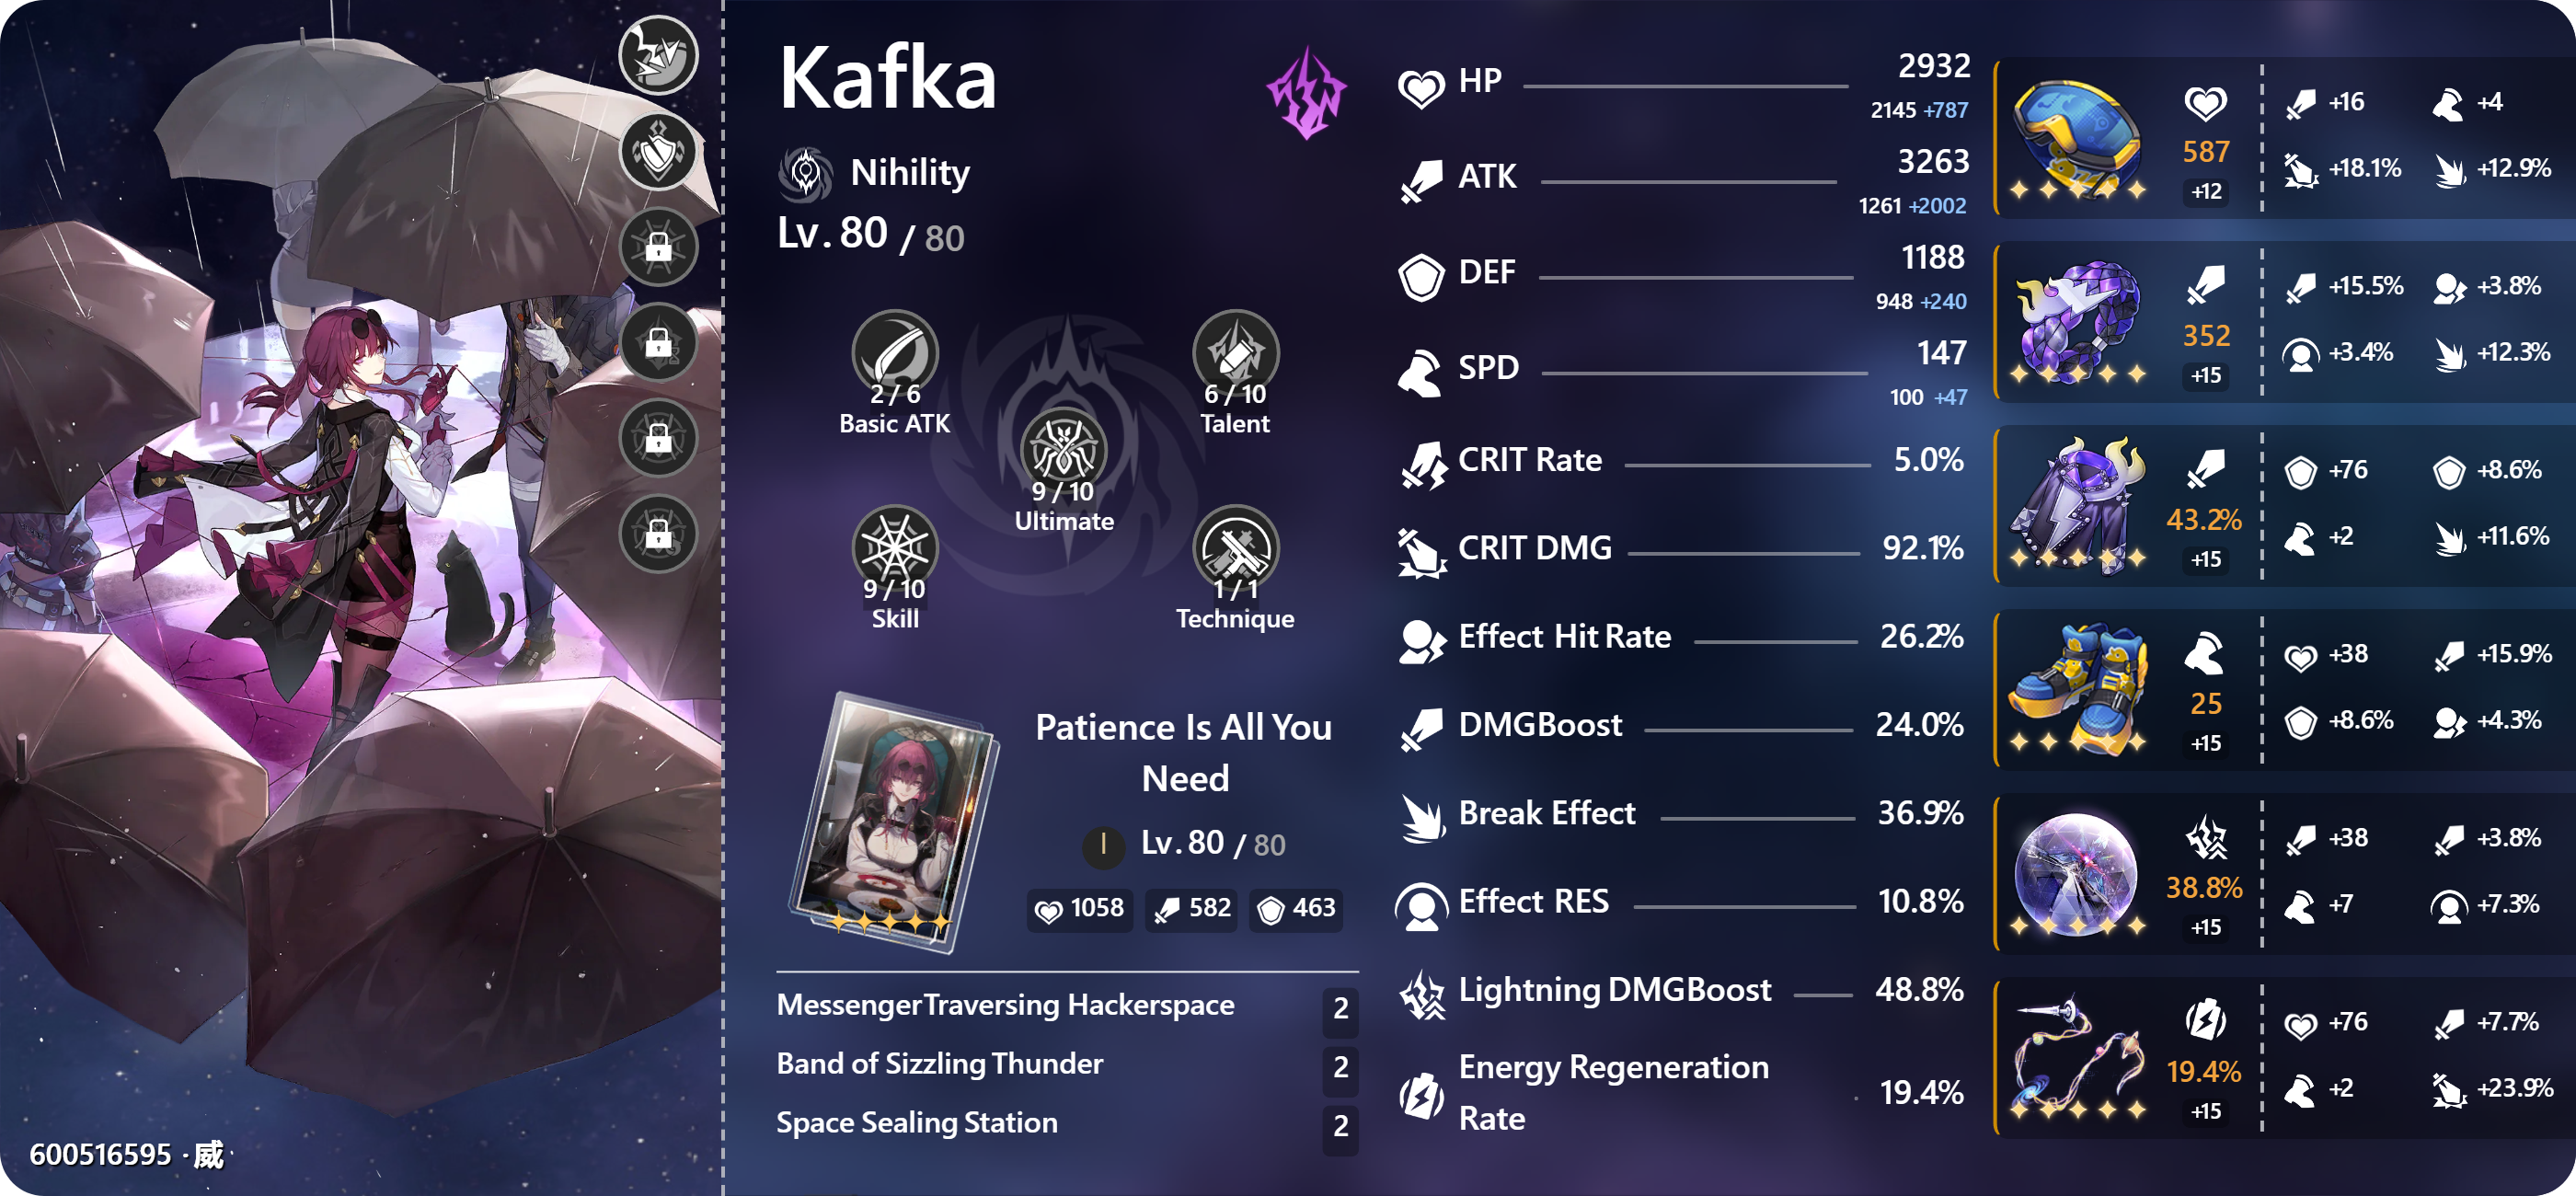 Kafka
Nihility
Lv. 80 / 80
2 / 6
Basic ATK
6 / 10
Talent
9 / 10
Ultimate
9 / 10
Skill
1 / 1
Technique
Patience Is All You
Need
I
Lv. 80 / 80
1058
582
463
Messenger Traversing Hackerspace 2
Band of Sizzling Thunder 2
Space Sealing Station 2
600516595 · 威
HP 2932
2145 +787
ATK 3263
1261 +2002
DEF 1188
948 +240
SPD 147
100 +47
CRIT Rate 5.0%
CRIT DMG 92.1%
Effect Hit Rate 26.2%
DMGBoost 24.0%
Break Effect 36.9%
Effect RES 10.8%
Lightning DMGBoost 48.8%
Energy Regeneration
Rate
19.4%
587
+12
+16 +4
+18.1% +12.9%
352
+15
+15.5% +3.8%
+3.4% +12.3%
43.2%
+15
+76 +8.6%
+2 +11.6%
25
+15
+38 +15.9%
+8.6% +4.3%
38.8%
+15
+38 +3.8%
+7 +7.3%
19.4%
+15
+76 +7.7%
+2 +23.9%